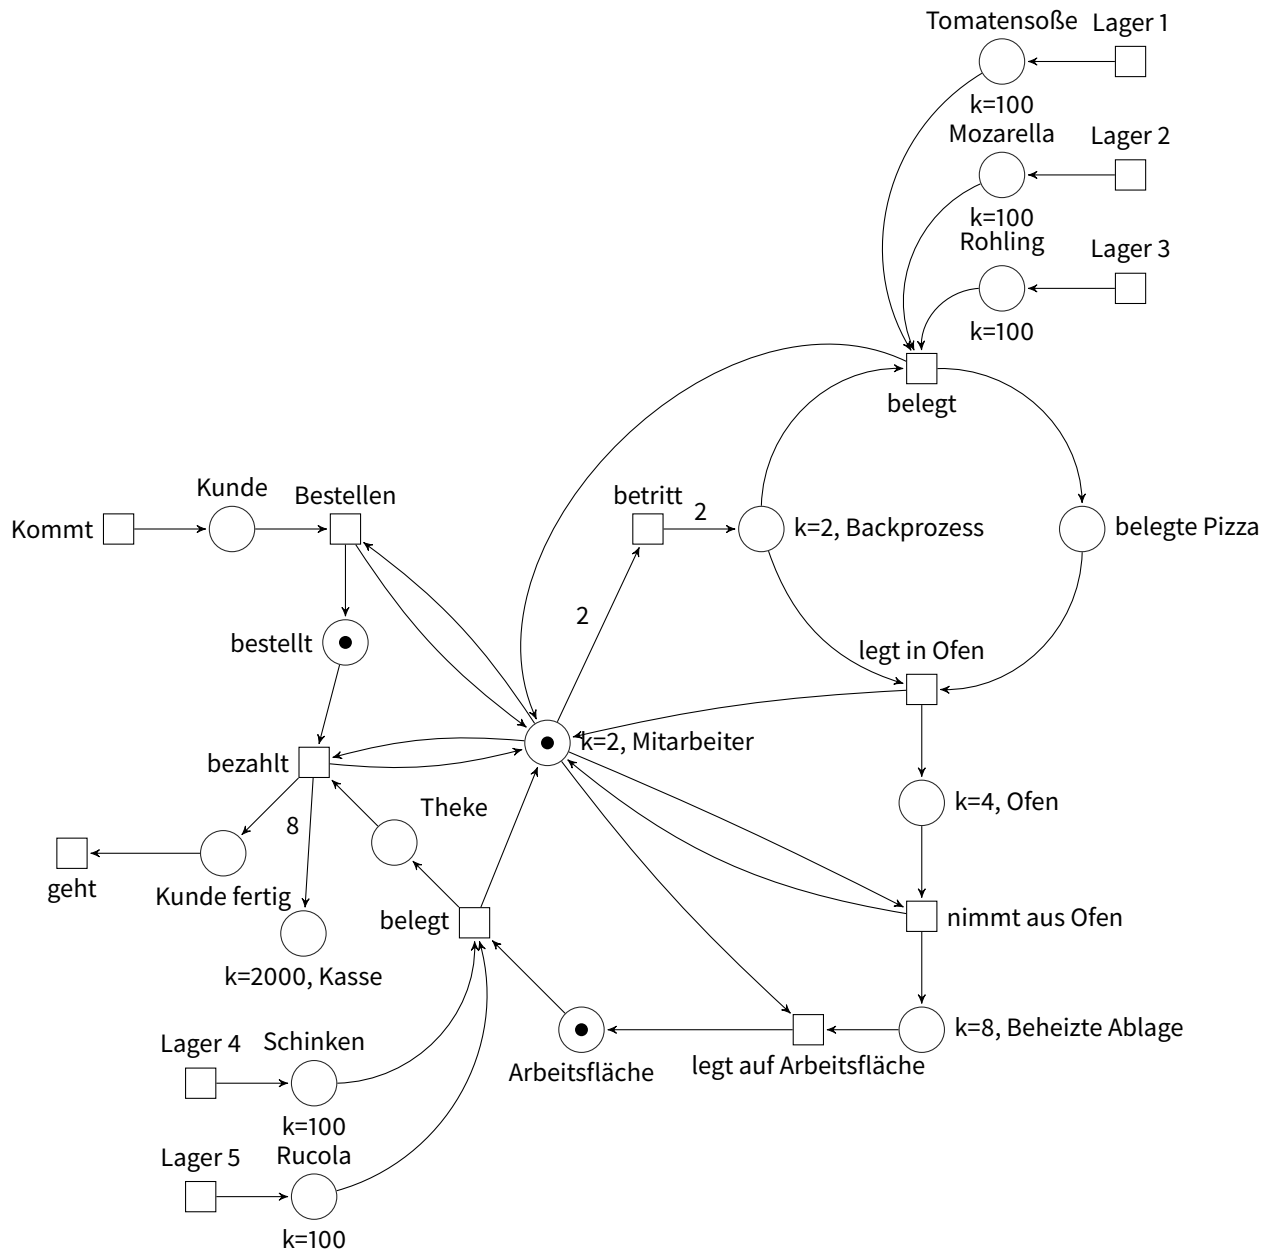 Tomatensoße
Lager 1
k=100
Mozarella
Lager 2
k=100
Rohling
Lager 3
k=100
belegt
Kunde
Bestellen
betritt
2
Kommt
k=2, Backprozess
belegte Pizza
2
bestellt
legt in Ofen
k=2, Mitarbeiter
bezahlt
Theke
k=4, Ofen
8
geht
Kunde fertig
belegt
nimmt aus Ofen
k=2000, Kasse
k=8, Beheizte Ablage
Lager 4
Schinken
Arbeitsfläche
legt auf Arbeitsfläche
k=100
Lager 5
Rucola
k=100